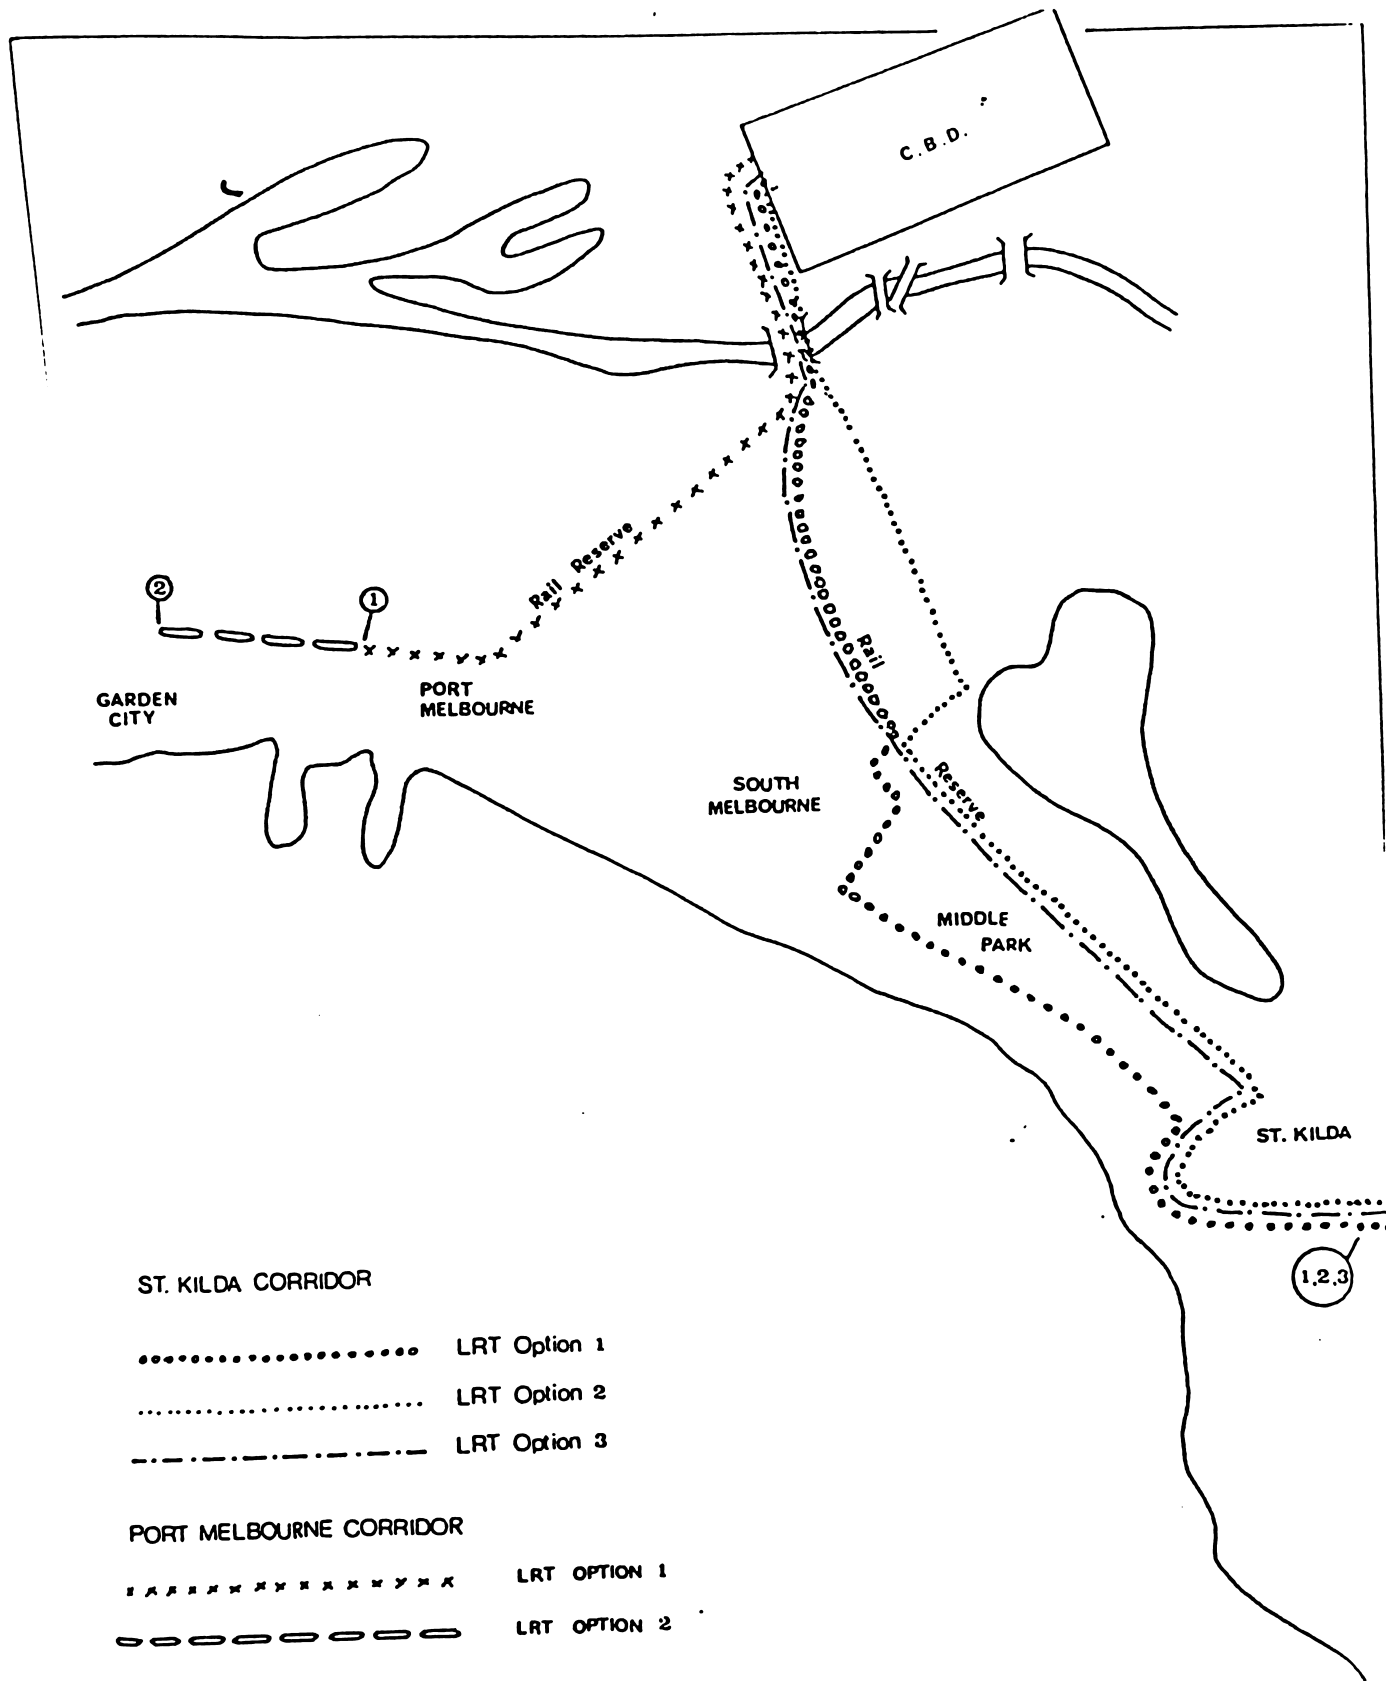 C.B.D.
Rail Reserve
2
1
GARDEN
CITY
PORT
MELBOURNE
Rail
Reserve
SOUTH
MELBOURNE
MIDDLE
PARK
ST. KILDA
1,2,3
ST. KILDA CORRIDOR
LRT Option 1
LRT Option 2
LRT Option 3
PORT MELBOURNE CORRIDOR
LRT OPTION 1
LRT OPTION 2